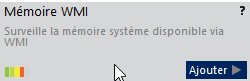 Mémoire WMI
Surveille la mémoire système disponible via
WMI
Ajouter